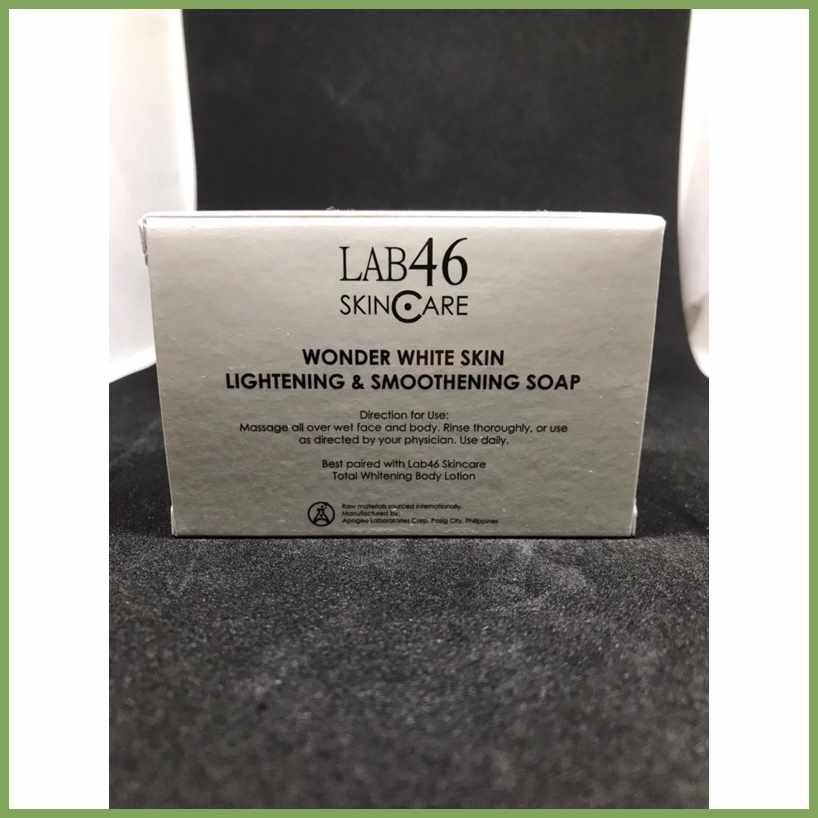 LAB46
SKINCARE
WONDER WHITE SKIN
LIGHTENING & SMOOTHENING SOAP
Direction for Use:
Massage all over wet face and body. Rinse thoroughly, or use
as directed by your physician. Use daily.
Best paired with Lab46 Skincare
Total Whitening Body Lotion
Raw materials sourced internationally.
Manufactured by:
Apogee Laboratories Corp. Pasig City, Philippines